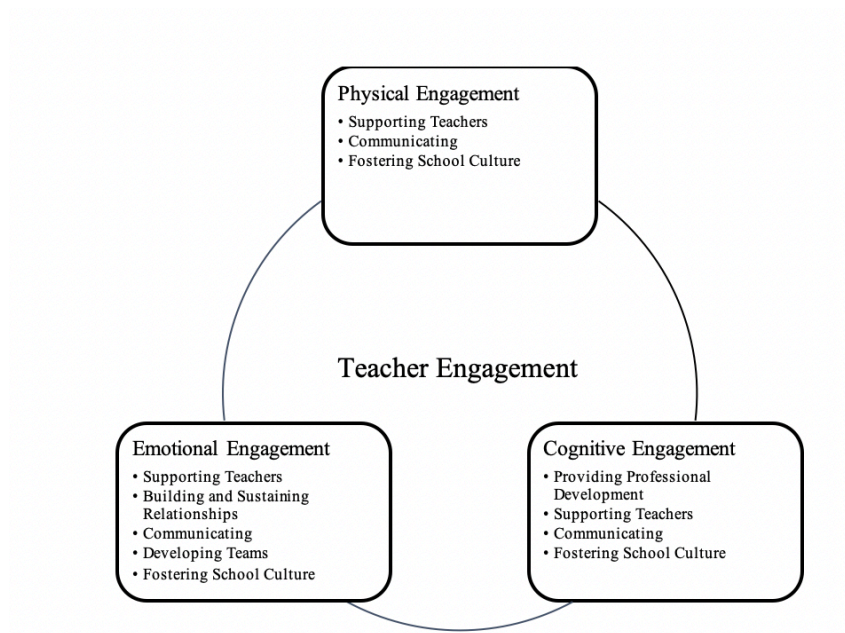 Physical Engagement
• Supporting Teachers
• Communicating
• Fostering School Culture
Teacher Engagement
Emotional Engagement
• Supporting Teachers
• Building and Sustaining
Relationships
• Communicating
• Developing Teams
• Fostering School Culture
Cognitive Engagement
• Providing Professional
Development
• Supporting Teachers
• Communicating
• Fostering School Culture